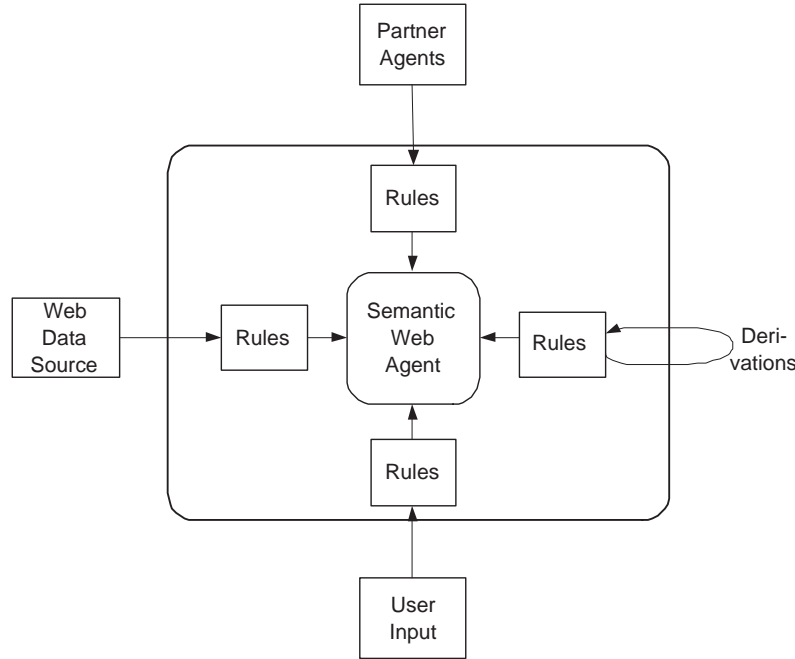 Partner
Agents
Rules
Web
Data
Source
Rules
Semantic
Web
Agent
Rules
Deri-
vations
Rules
User
Input